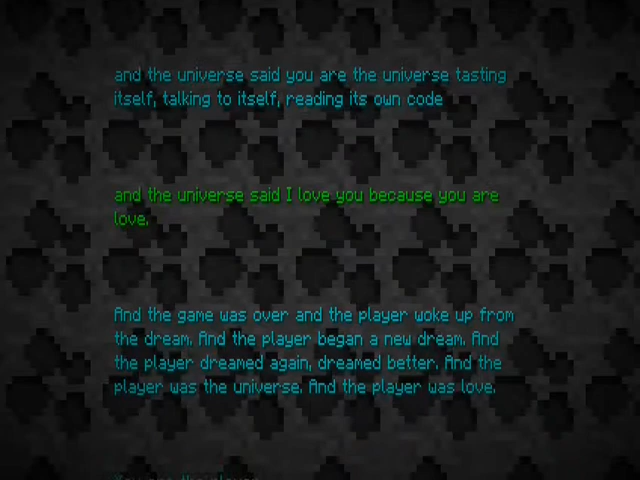 and the universe said you are the universe tasting
itself, talking to itself, reading its own code
and the universe said I love you because you are
love.
And the game was over and the player woke up from
the dream. And the player began a new dream. And
the player dreamed again, dreamed better. And the
player was the universe. And the player was love.